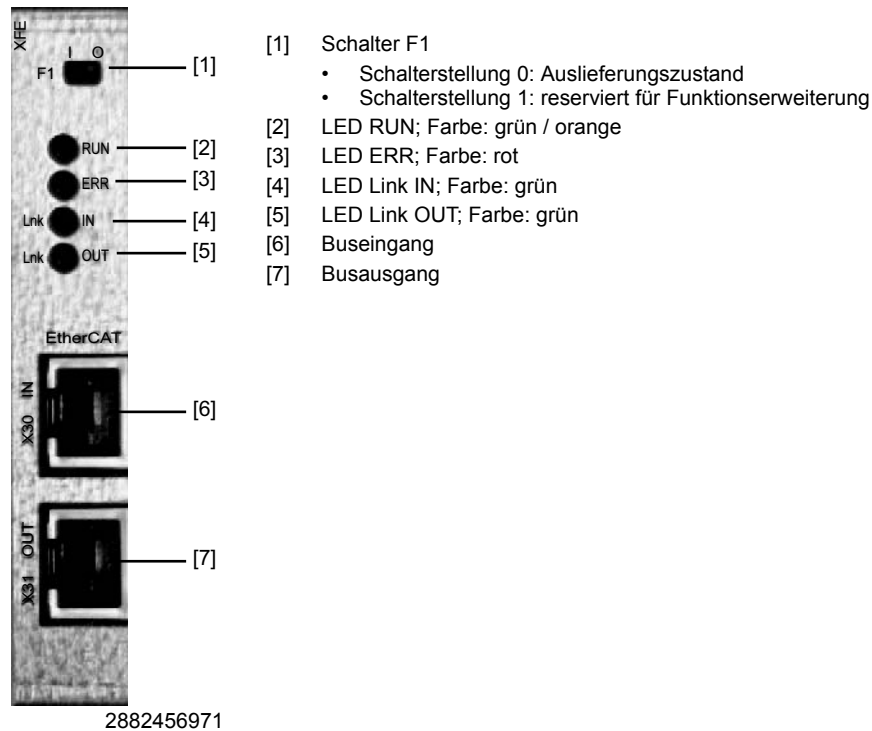 XFE
I O
F1
[1]
RUN
[2]
ERR
[3]
Lnk IN
[4]
Lnk OUT
[5]
EtherCAT
X30 IN
[6]
X31 OUT
[7]
2882456971
[1] Schalter F1
• Schalterstellung 0: Auslieferungszustand
• Schalterstellung 1: reserviert für Funktionserweiterung
[2] LED RUN; Farbe: grün / orange
[3] LED ERR; Farbe: rot
[4] LED Link IN; Farbe: grün
[5] LED Link OUT; Farbe: grün
[6] Buseingang
[7] Busausgang